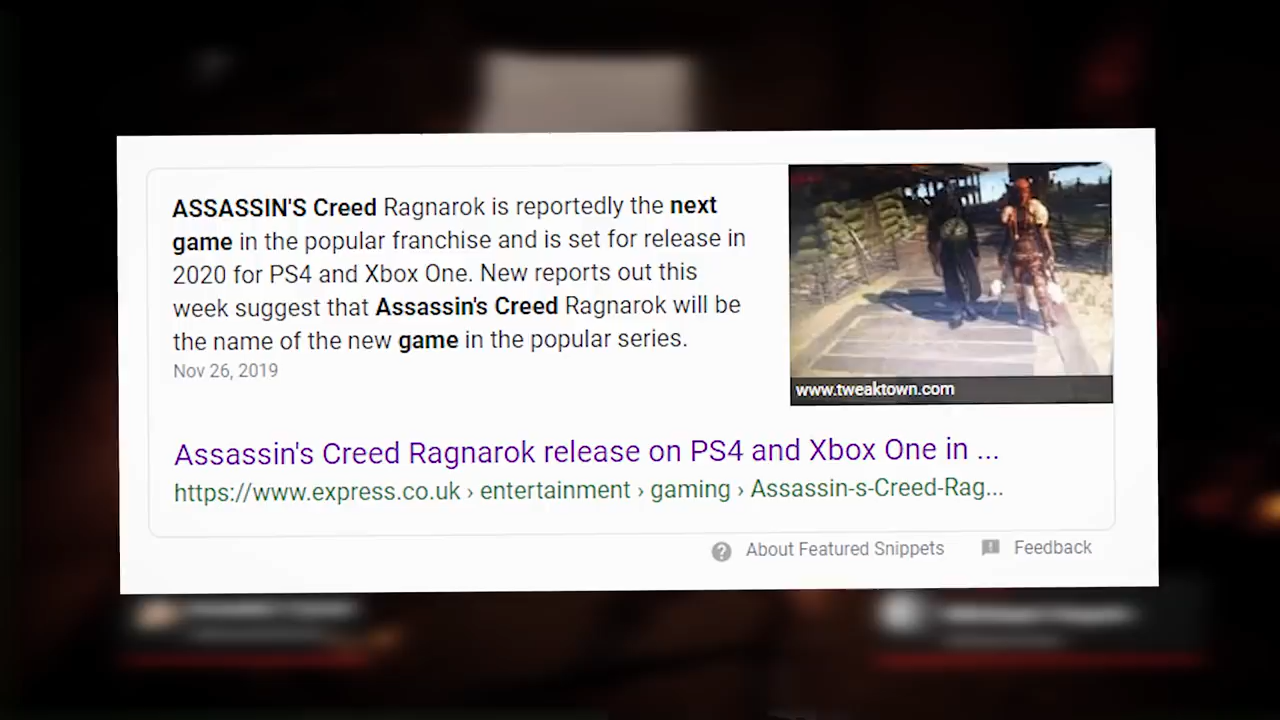 ASSASSIN'S Creed Ragnarok is reportedly the next
game in the popular franchise and is set for release in
2020 for PS4 and Xbox One. New reports out this
week suggest that Assassin's Creed Ragnarok will be
the name of the new game in the popular series.
Nov 26, 2019
www.tweaktown.com
Assassin's Creed Ragnarok release on PS4 and Xbox One in ...
https://www.express.co.uk › entertainment › gaming › Assassin-s-Creed-Rag...
About Featured Snippets
Feedback